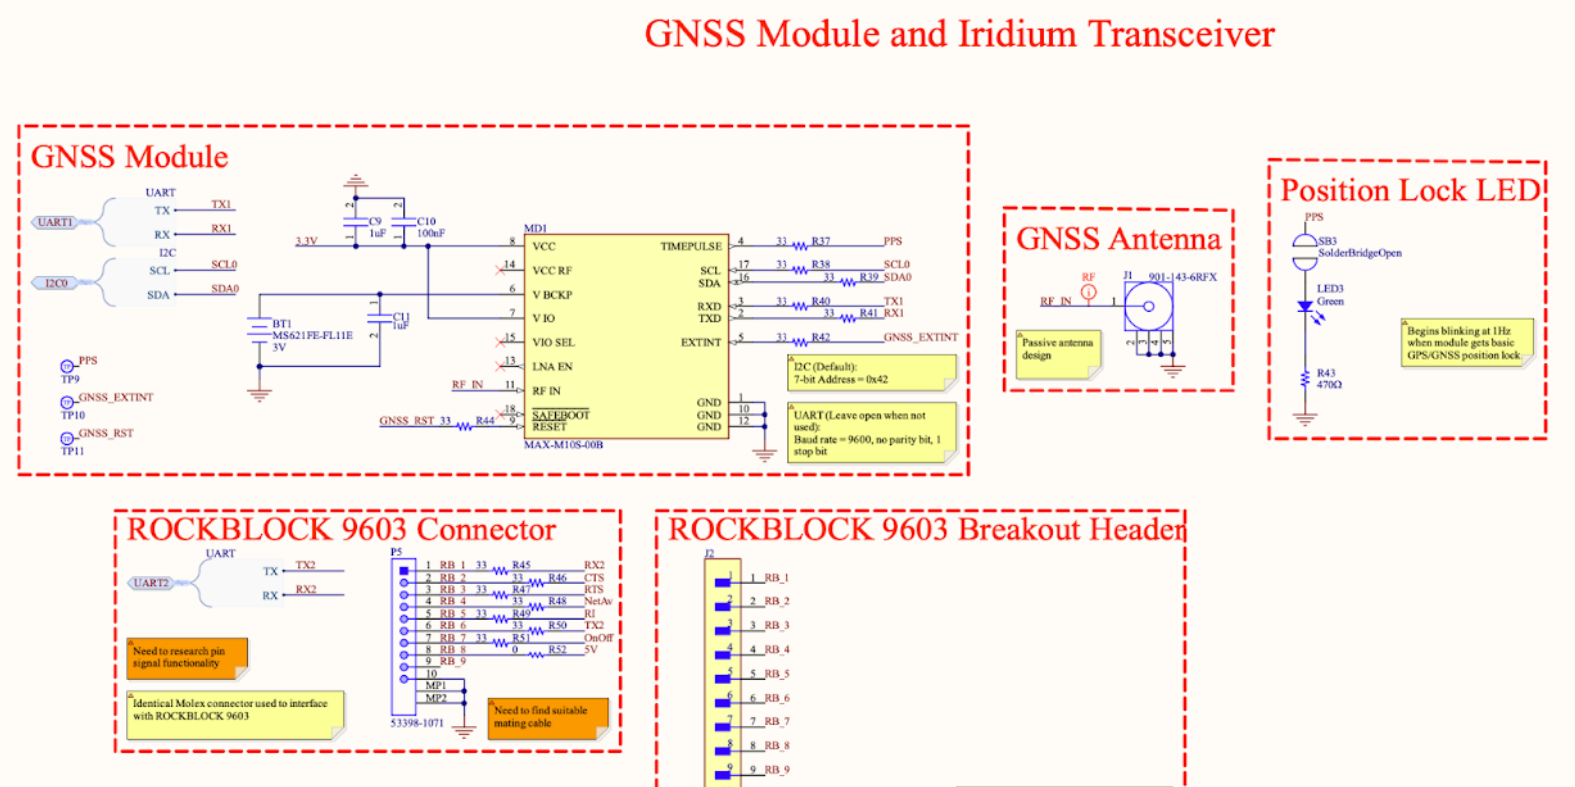 GNSS Module and Iridium Transceiver
GNSS Module
UART
UART1
TX TX1
RX RX1
I2C
I2C0
SCL SCL0
SDA SDA0
3.3V
2 2
C9
1uF
C10
100nF
1 1
BT1
MS621FE-FL11E
3V
1
C11
1uF
2
PPS
TP9
GNSS_EXTINT
TP10
GNSS_RST
TP11
RF_IN
GNSS_RST 33 R44
MD1
8 VCC
14 VCC RF
6 V BCKP
7 V IO
15 VIO SEL
13 LNA EN
11 RF IN
18 SAFEBOOT
9 RESET
MAX-M10S-00B
TIMEPULSE 4 33 R37 PPS
SCL 17 33 R38 SCL0
SDA 16 33 R39 SDA0
RXD 3 33 R40 TX1
TXD 2 33 R41 RX1
EXTINT 5 33 R42 GNSS_EXTINT
GND 1
GND 10
GND 12
I2C (Default):
7-bit Address = 0x42
UART (Leave open when not
used):
Baud rate = 9600, no parity bit, 1
stop bit
GNSS Antenna
RF
J1 901-143-6RFX
RF_IN 1
2 3 4 5
Passive antenna
design
Position Lock LED
PPS
SB3
SolderBridgeOpen
LED3
Green
R43
470Ω
Begins blinking at 1Hz
when module gets basic
GPS/GNSS position lock
ROCKBLOCK 9603 Connector
UART
UART2
TX TX2
RX RX2
Need to research pin
signal functionality
Identical Molex connector used to interface
with ROCKBLOCK 9603
P5
1 RB_1 33 R45 RX2
2 RB_2 33 R46 CTS
3 RB_3 33 R47 RTS
4 RB_4 33 R48 NetAv
5 RB_5 33 R49 RI
6 RB_6 33 R50 TX2
7 RB_7 33 R51 OnOff
8 RB_8 0 R52 5V
9 RB_9
10
MP1
MP2
53398-1071
Need to find suitable
mating cable
ROCKBLOCK 9603 Breakout Header
J2
1 1 RB_1
2 2 RB_2
3 3 RB_3
4 4 RB_4
5 5 RB_5
6 6 RB_6
7 7 RB_7
8 8 RB_8
9 9 RB_9